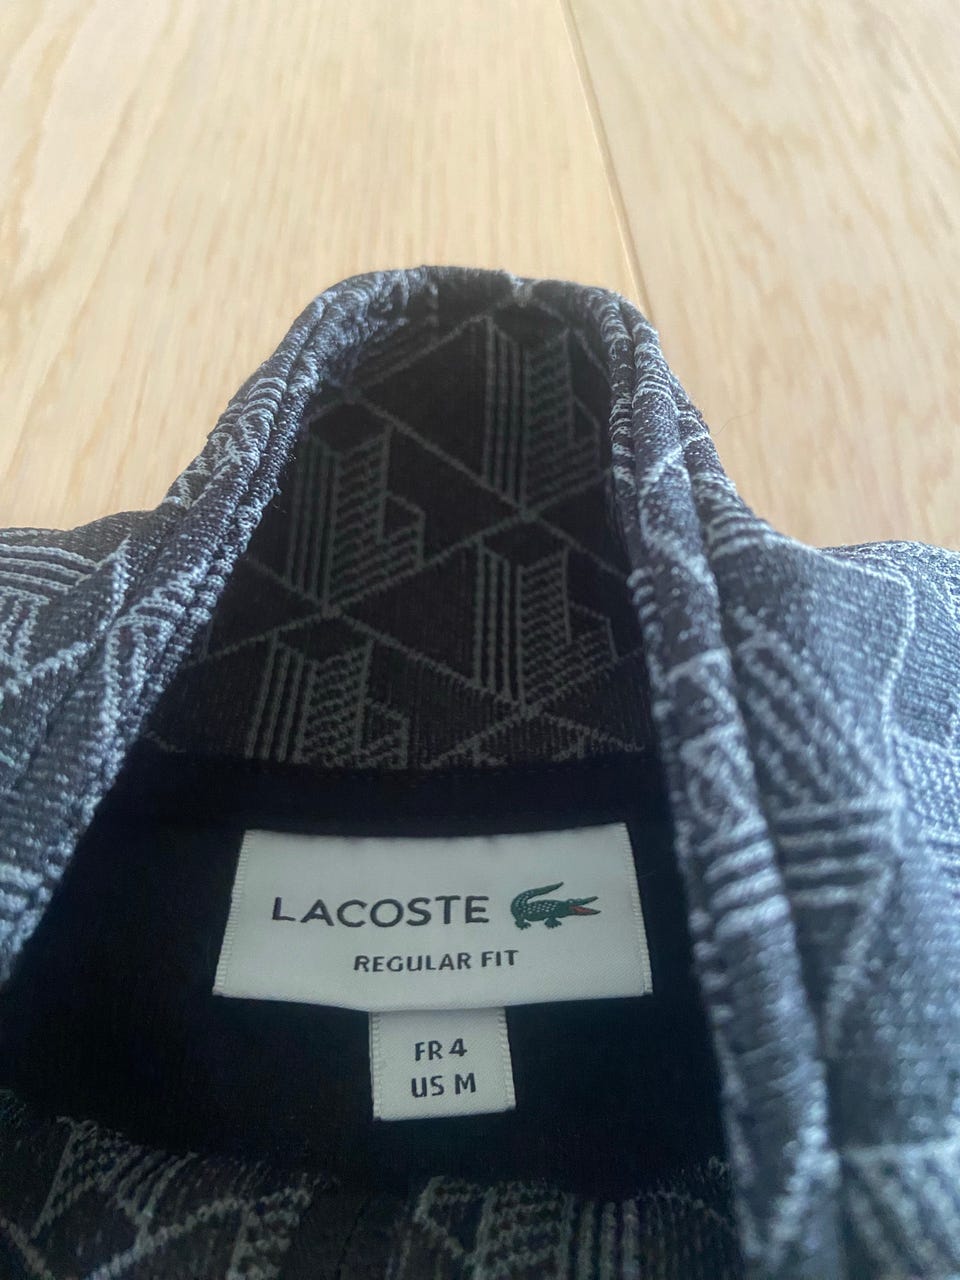 LACOSTE
REGULAR FIT
FR 4
US M